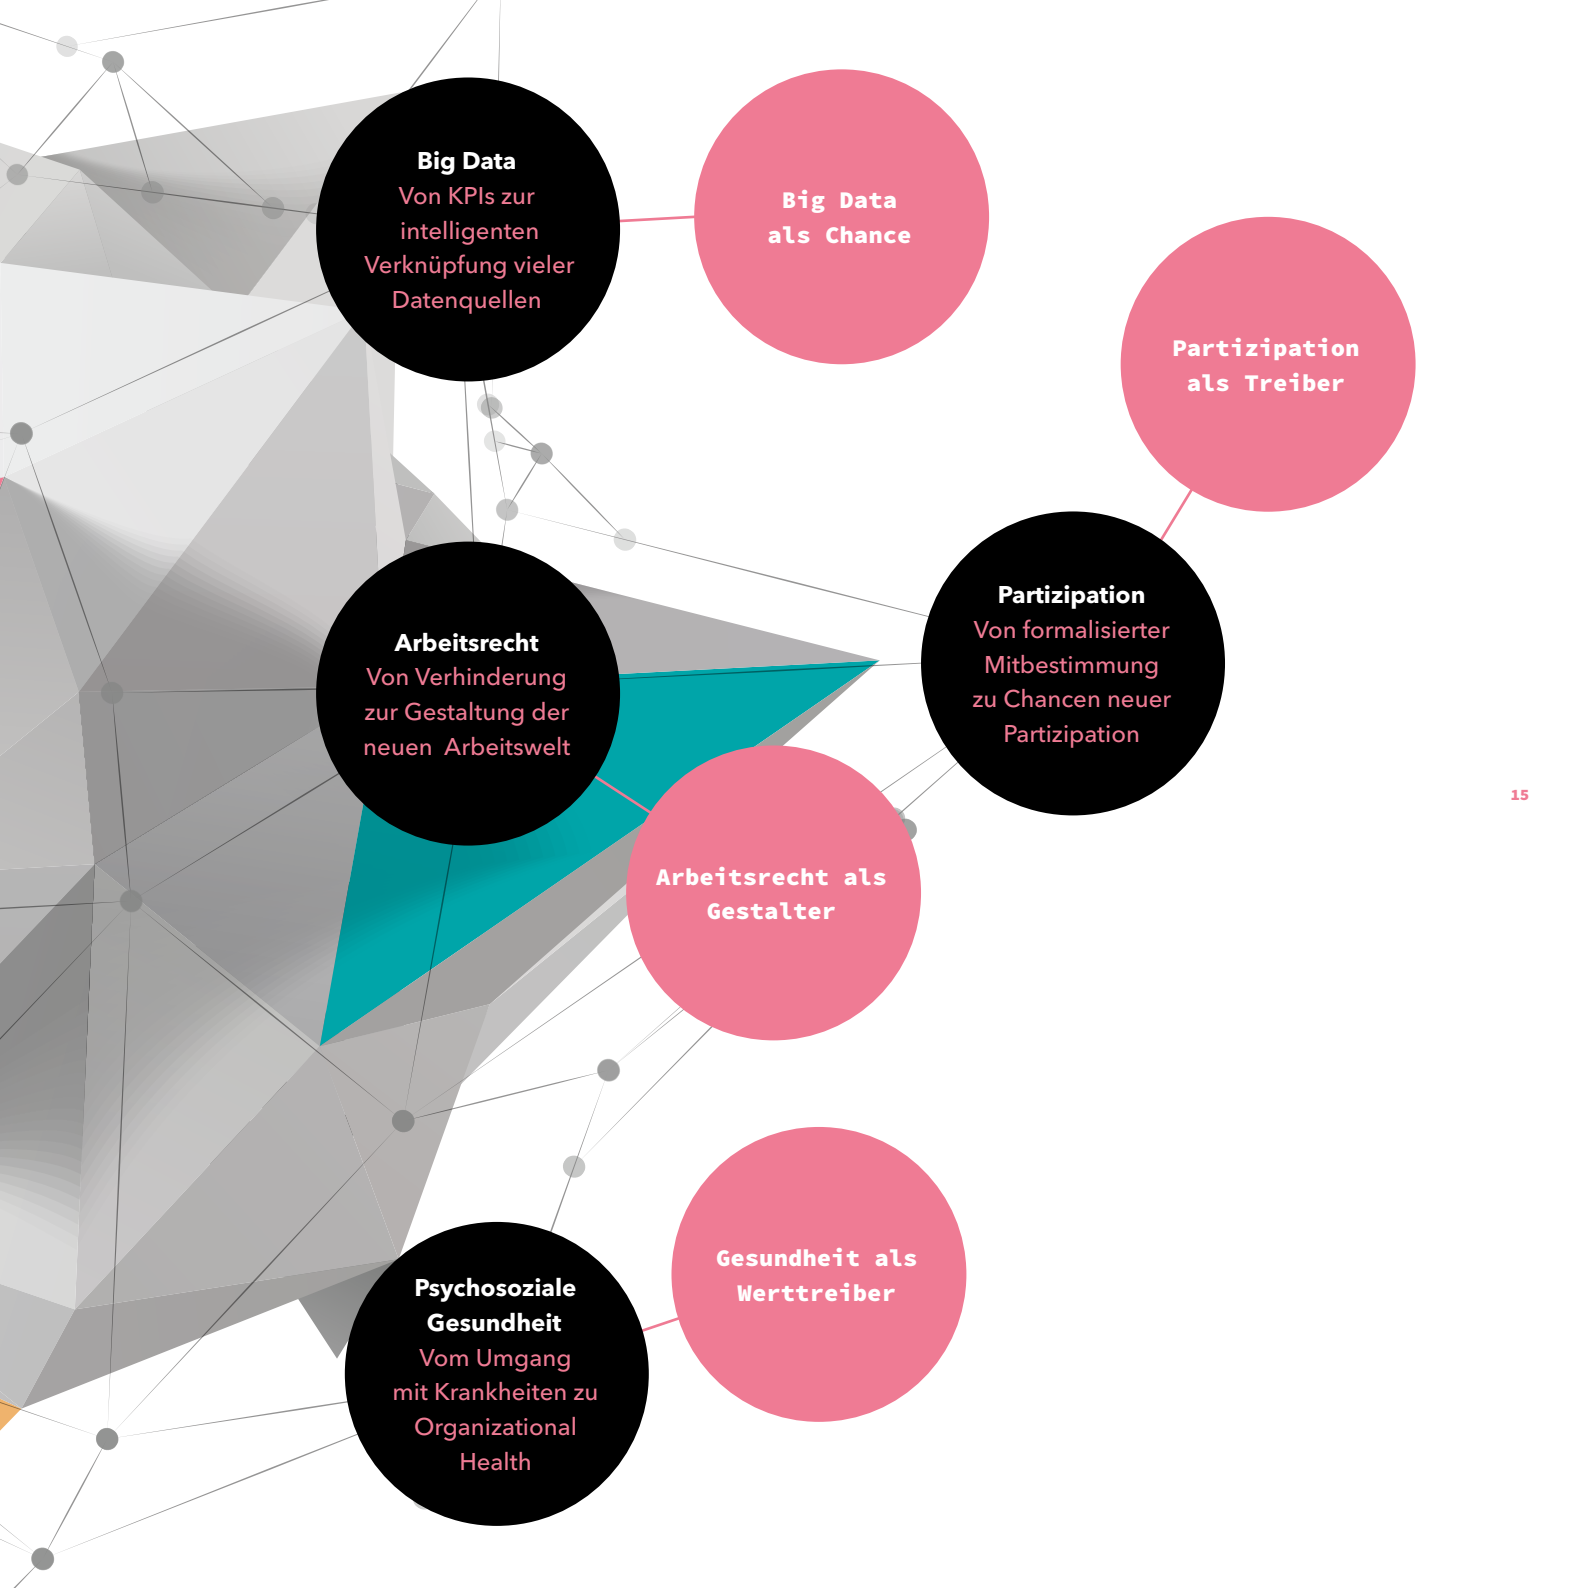 Big Data
Von KPIs zur
intelligenten
Verknüpfung vieler
Datenquellen
Big Data
als Chance
Partizipation
als Treiber
Partizipation
Von formalisierter
Mitbestimmung
zu Chancen neuer
Partizipation
Arbeitsrecht
Von Verhinderung
zur Gestaltung der
neuen Arbeitswelt
15
Arbeitsrecht als
Gestalter
Gesundheit als
Werttreiber
Psychosoziale
Gesundheit
Vom Umgang
mit Krankheiten zu
Organizational
Health